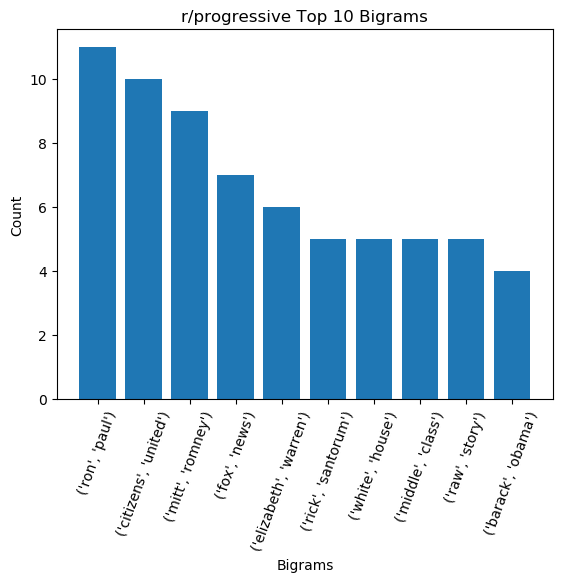 r/progressive Top 10 Bigrams
Count
10
8
6
4
2
0
('ron', 'paul')
('citizens', 'united')
('mitt', 'romney')
('fox', 'news')
('elizabeth', 'warren')
('rick', 'santorum')
('white', 'house')
('middle', 'class')
('raw', 'story')
('barack', 'obama')
Bigrams